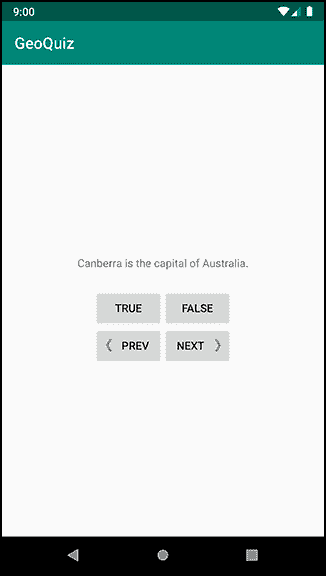 9:00
GeoQuiz
Canberra is the capital of Australia.
TRUE FALSE
PREV NEXT